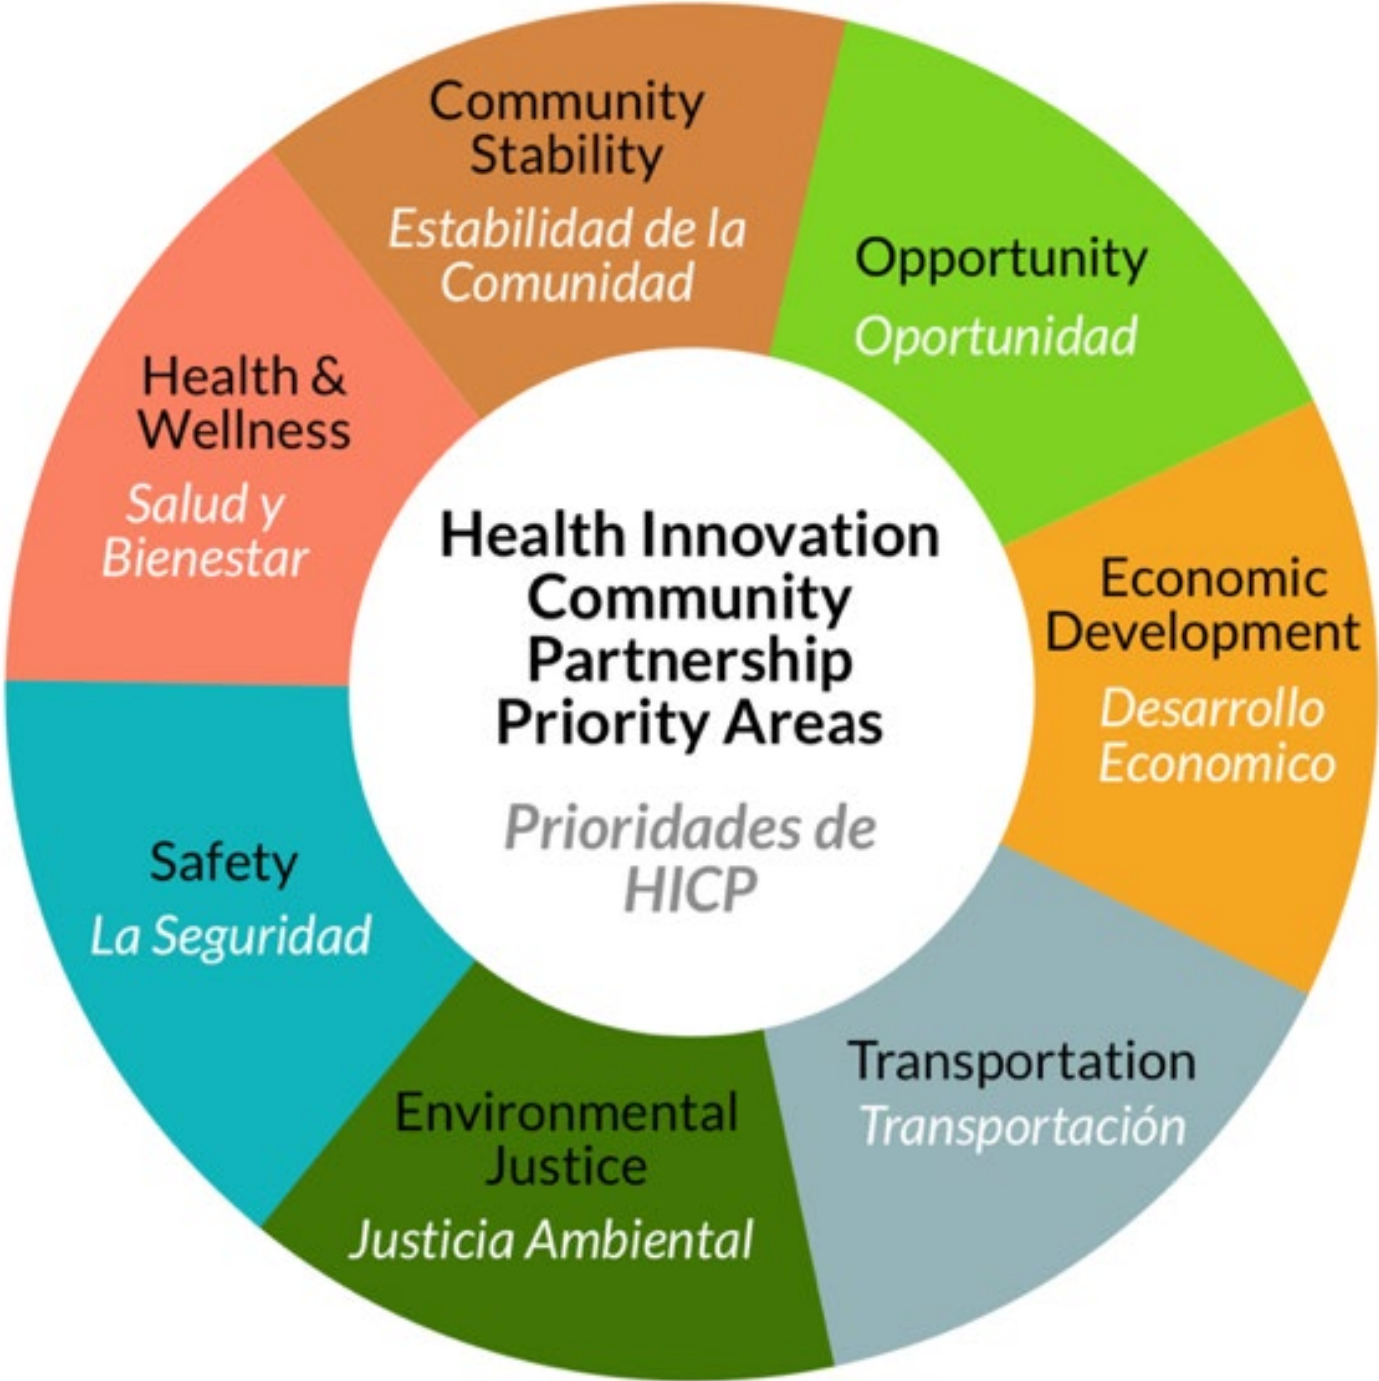 Community
Stability
Estabilidad de la
Comunidad
Opportunity
Oportunidad
Economic
Development
Desarrollo
Economico
Transportation
Transportación
Environmental
Justice
Justicia Ambiental
Safety
La Seguridad
Health &
Wellness
Salud y
Bienestar
Health Innovation
Community
Partnership
Priority Areas
Prioridades de
HICP